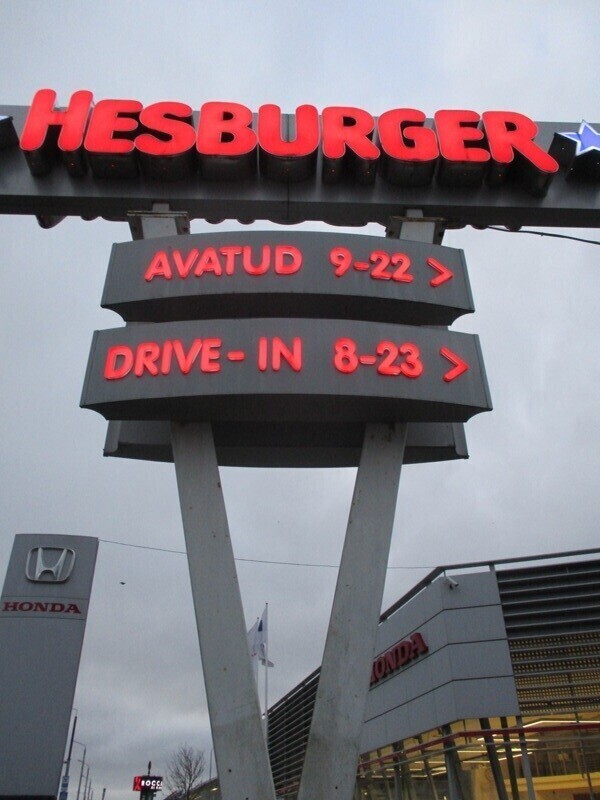 HESBURGER
AVATUD 9-22 >
DRIVE-IN 8-23 >
HONDA
HONDA